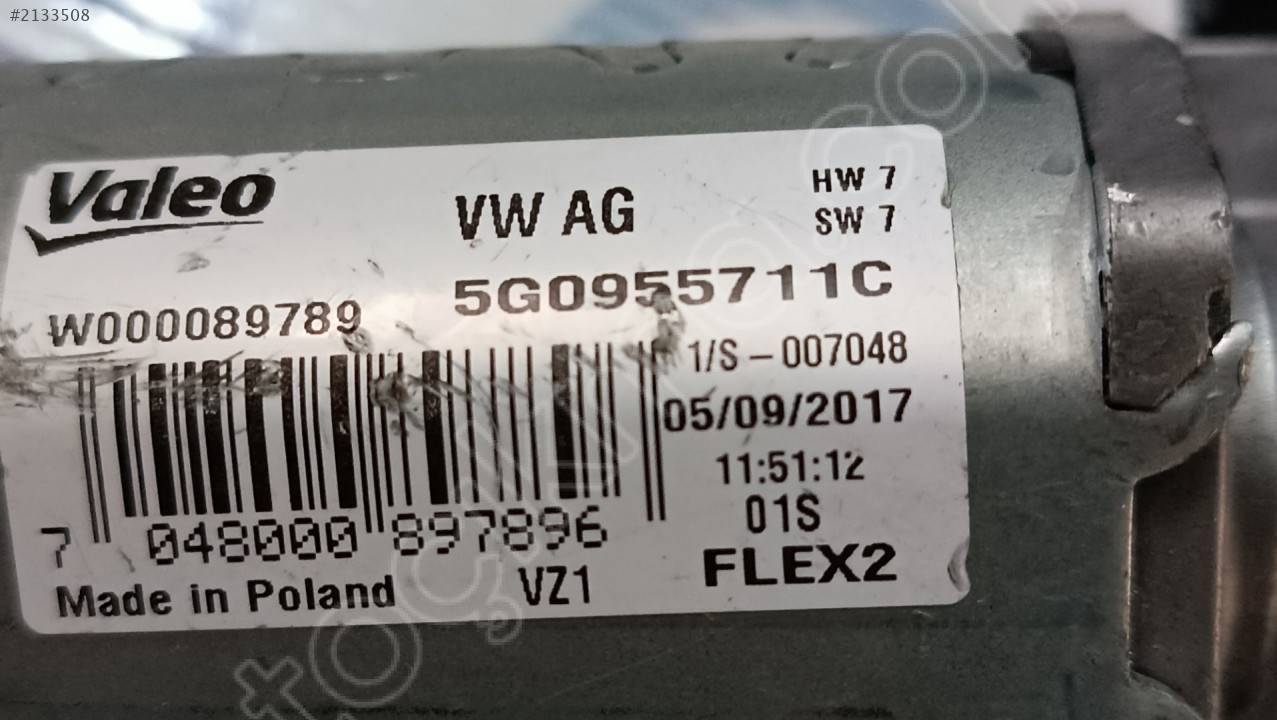 #2133508
Valeo
VW AG
HW 7
SW 7
W000089789
5G0955711C
1/S - 007048
05/09/2017
11:51:12
01S
7 048000 897896
FLEX2
Made in Poland
VZ1